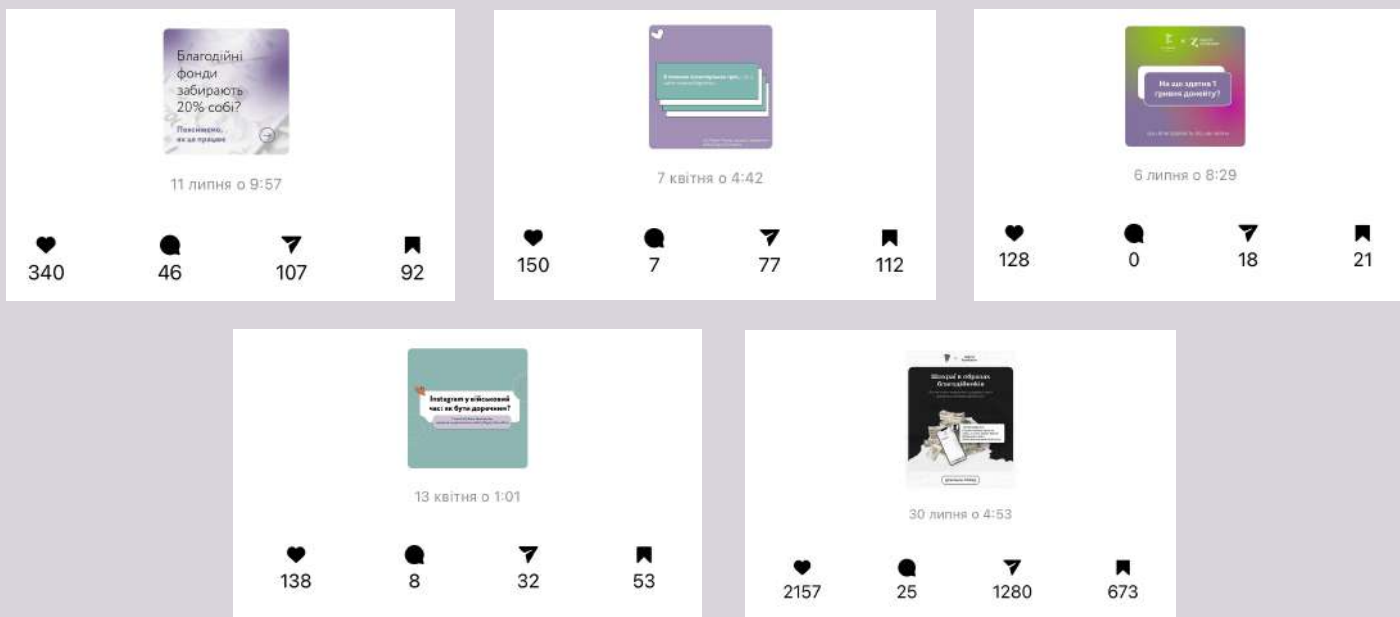 Благодійні
фонди
забирають
20% собі?
Пояснюємо,
як це працює
11 липня о 9:57
340
46
107
92
7 квітня о 4:42
150
7
77
112
На що здатна 1
гривня донейту?
6 липня о 8:29
128
0
18
21
Instagram у військовий
час: як бути доречним?
13 квітня о 1:01
138
8
32
53
Шахраї в образах
благодійників
30 липня о 4:53
2157
25
1280
673